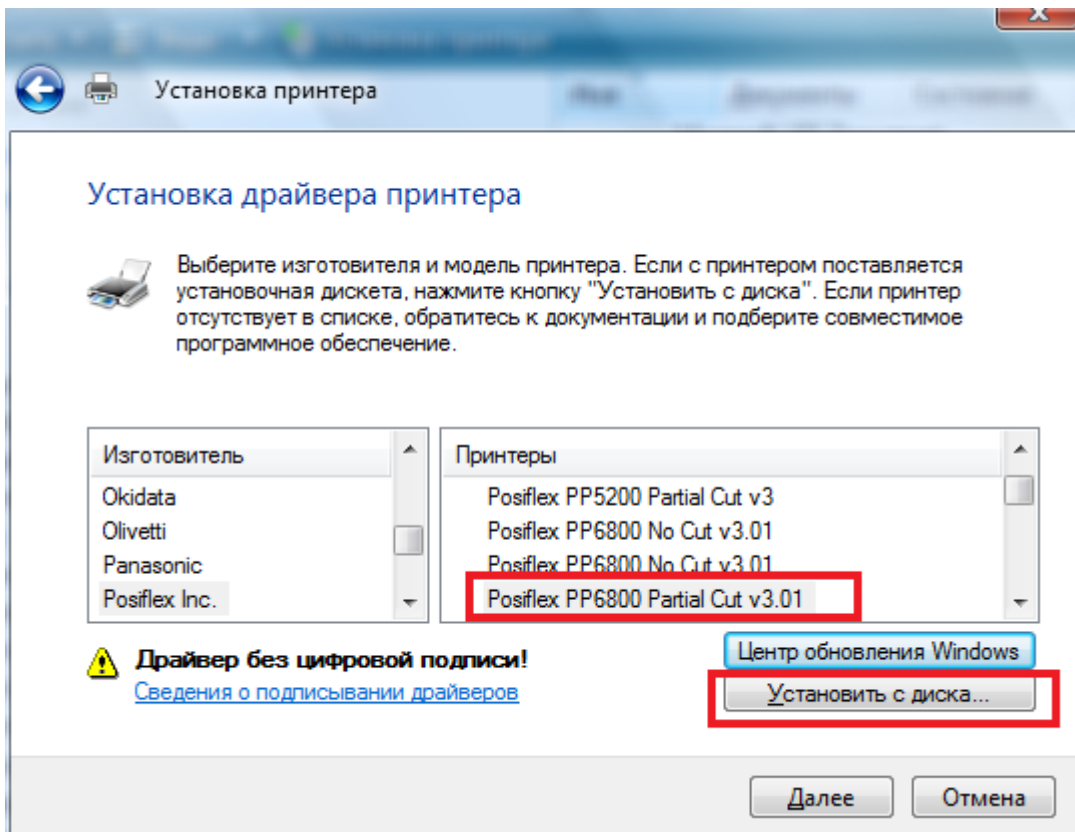 Установка принтера
Установка драйвера принтера
Выберите изготовителя и модель принтера. Если с принтером поставляется
установочная дискета, нажмите кнопку "Установить с диска". Если принтер
отсутствует в списке, обратитесь к документации и подберите совместимое
программное обеспечение.
Изготовитель
Okidata
Olivetti
Panasonic
Posiflex Inc.
Принтеры
Posiflex PP5200 Partial Cut v3
Posiflex PP6800 No Cut v3.01
Posiflex PP6800 No Cut v3.01
Posiflex PP6800 Partial Cut v3.01
Драйвер без цифровой подписи!
Сведения о подписывании драйверов
Центр обновления Windows
Установить с диска...
Далее
Отмена